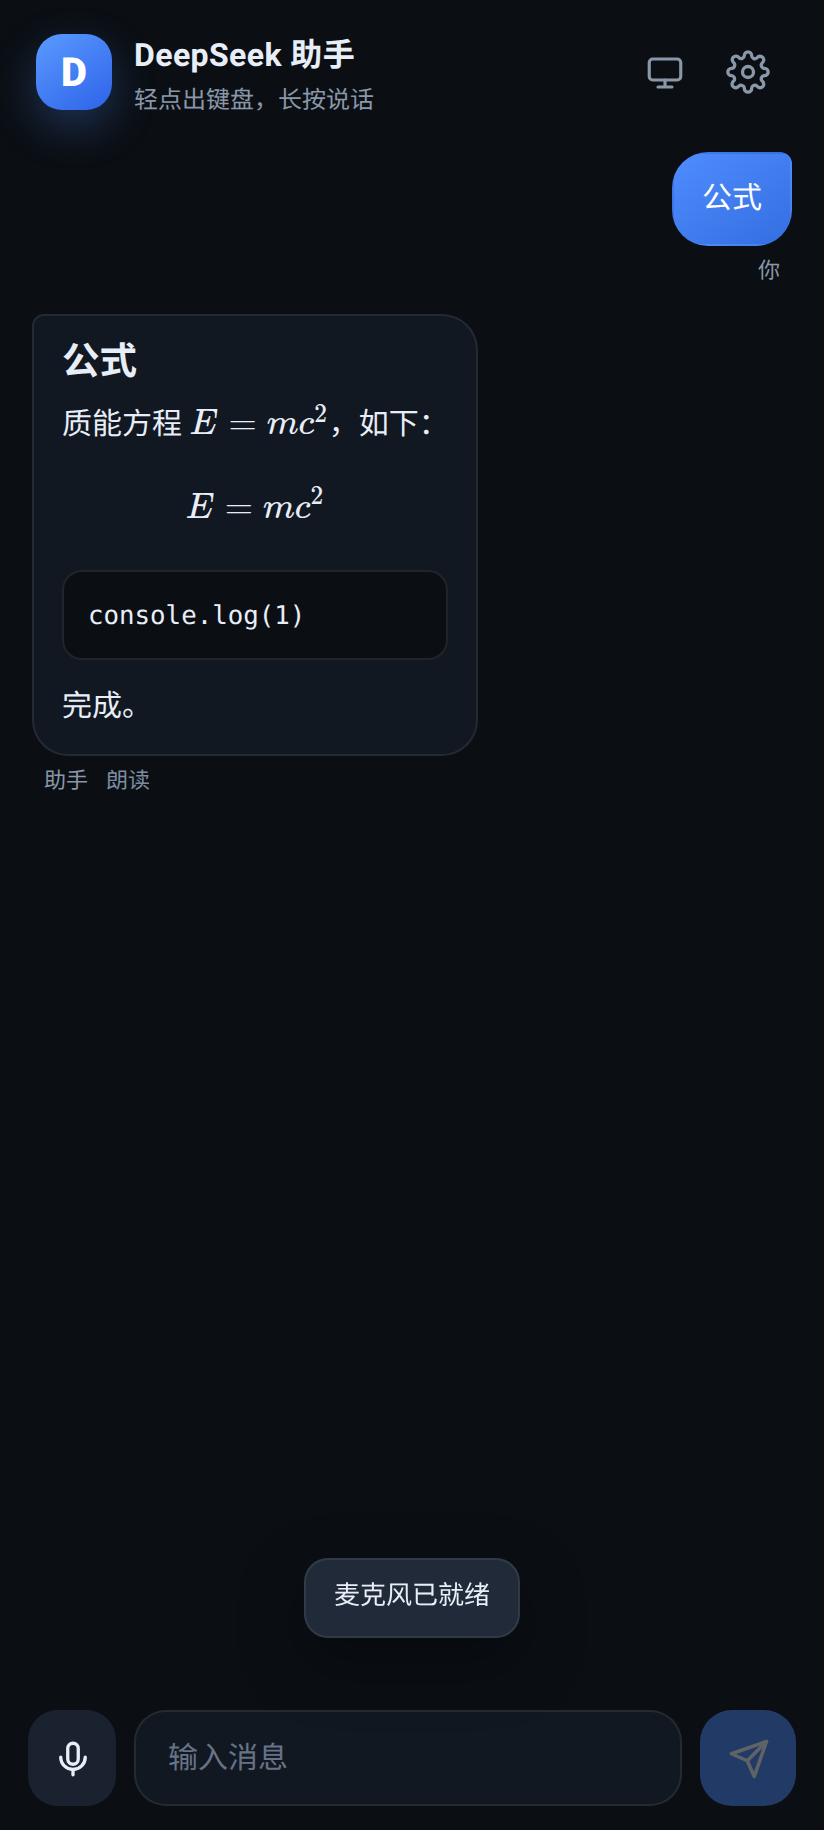 D
DeepSeek 助手
轻点出键盘，长按说话
公式
你
公式
质能方程 E = mc²，如下：
E = mc²
console.log(1)
完成。
助手 朗读
麦克风已就绪
输入消息